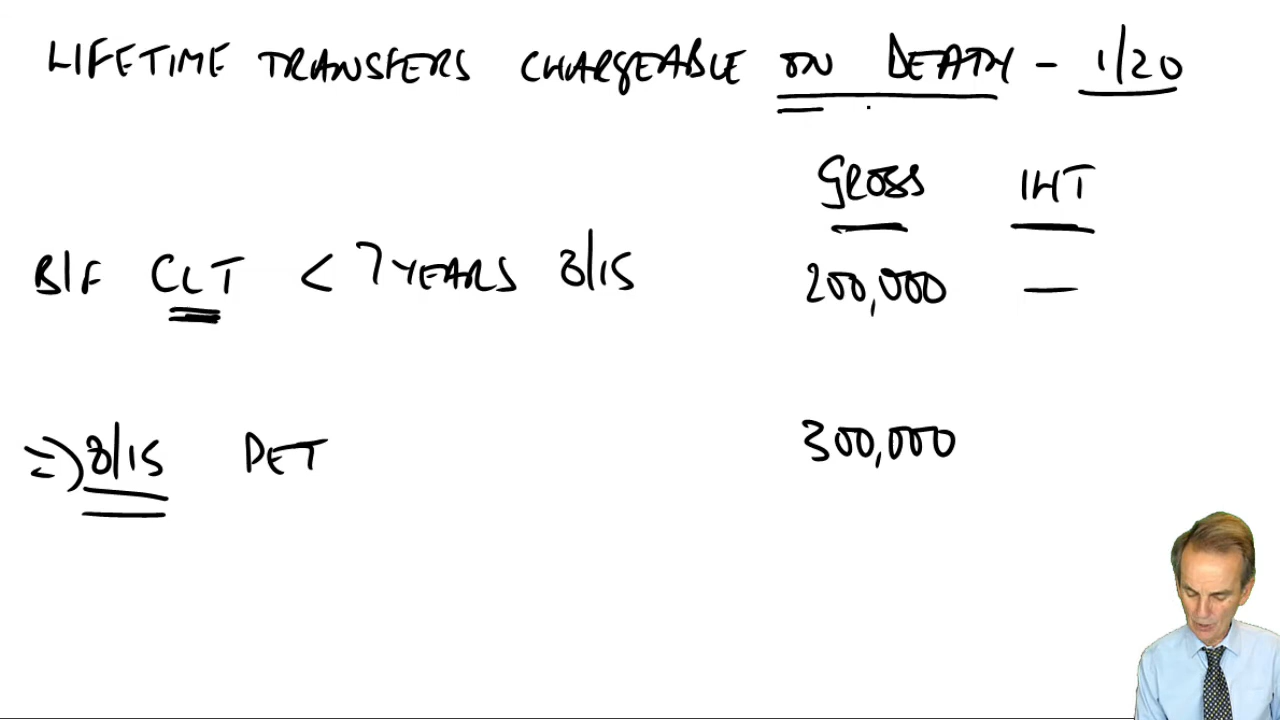 LIFETIME TRANSFERS CHARGEABLE ON DEATH - 1/20
GROSS IHT
B/F CLT < 7 YEARS 8/15 200,000 —
=> 8/15 PET 300,000